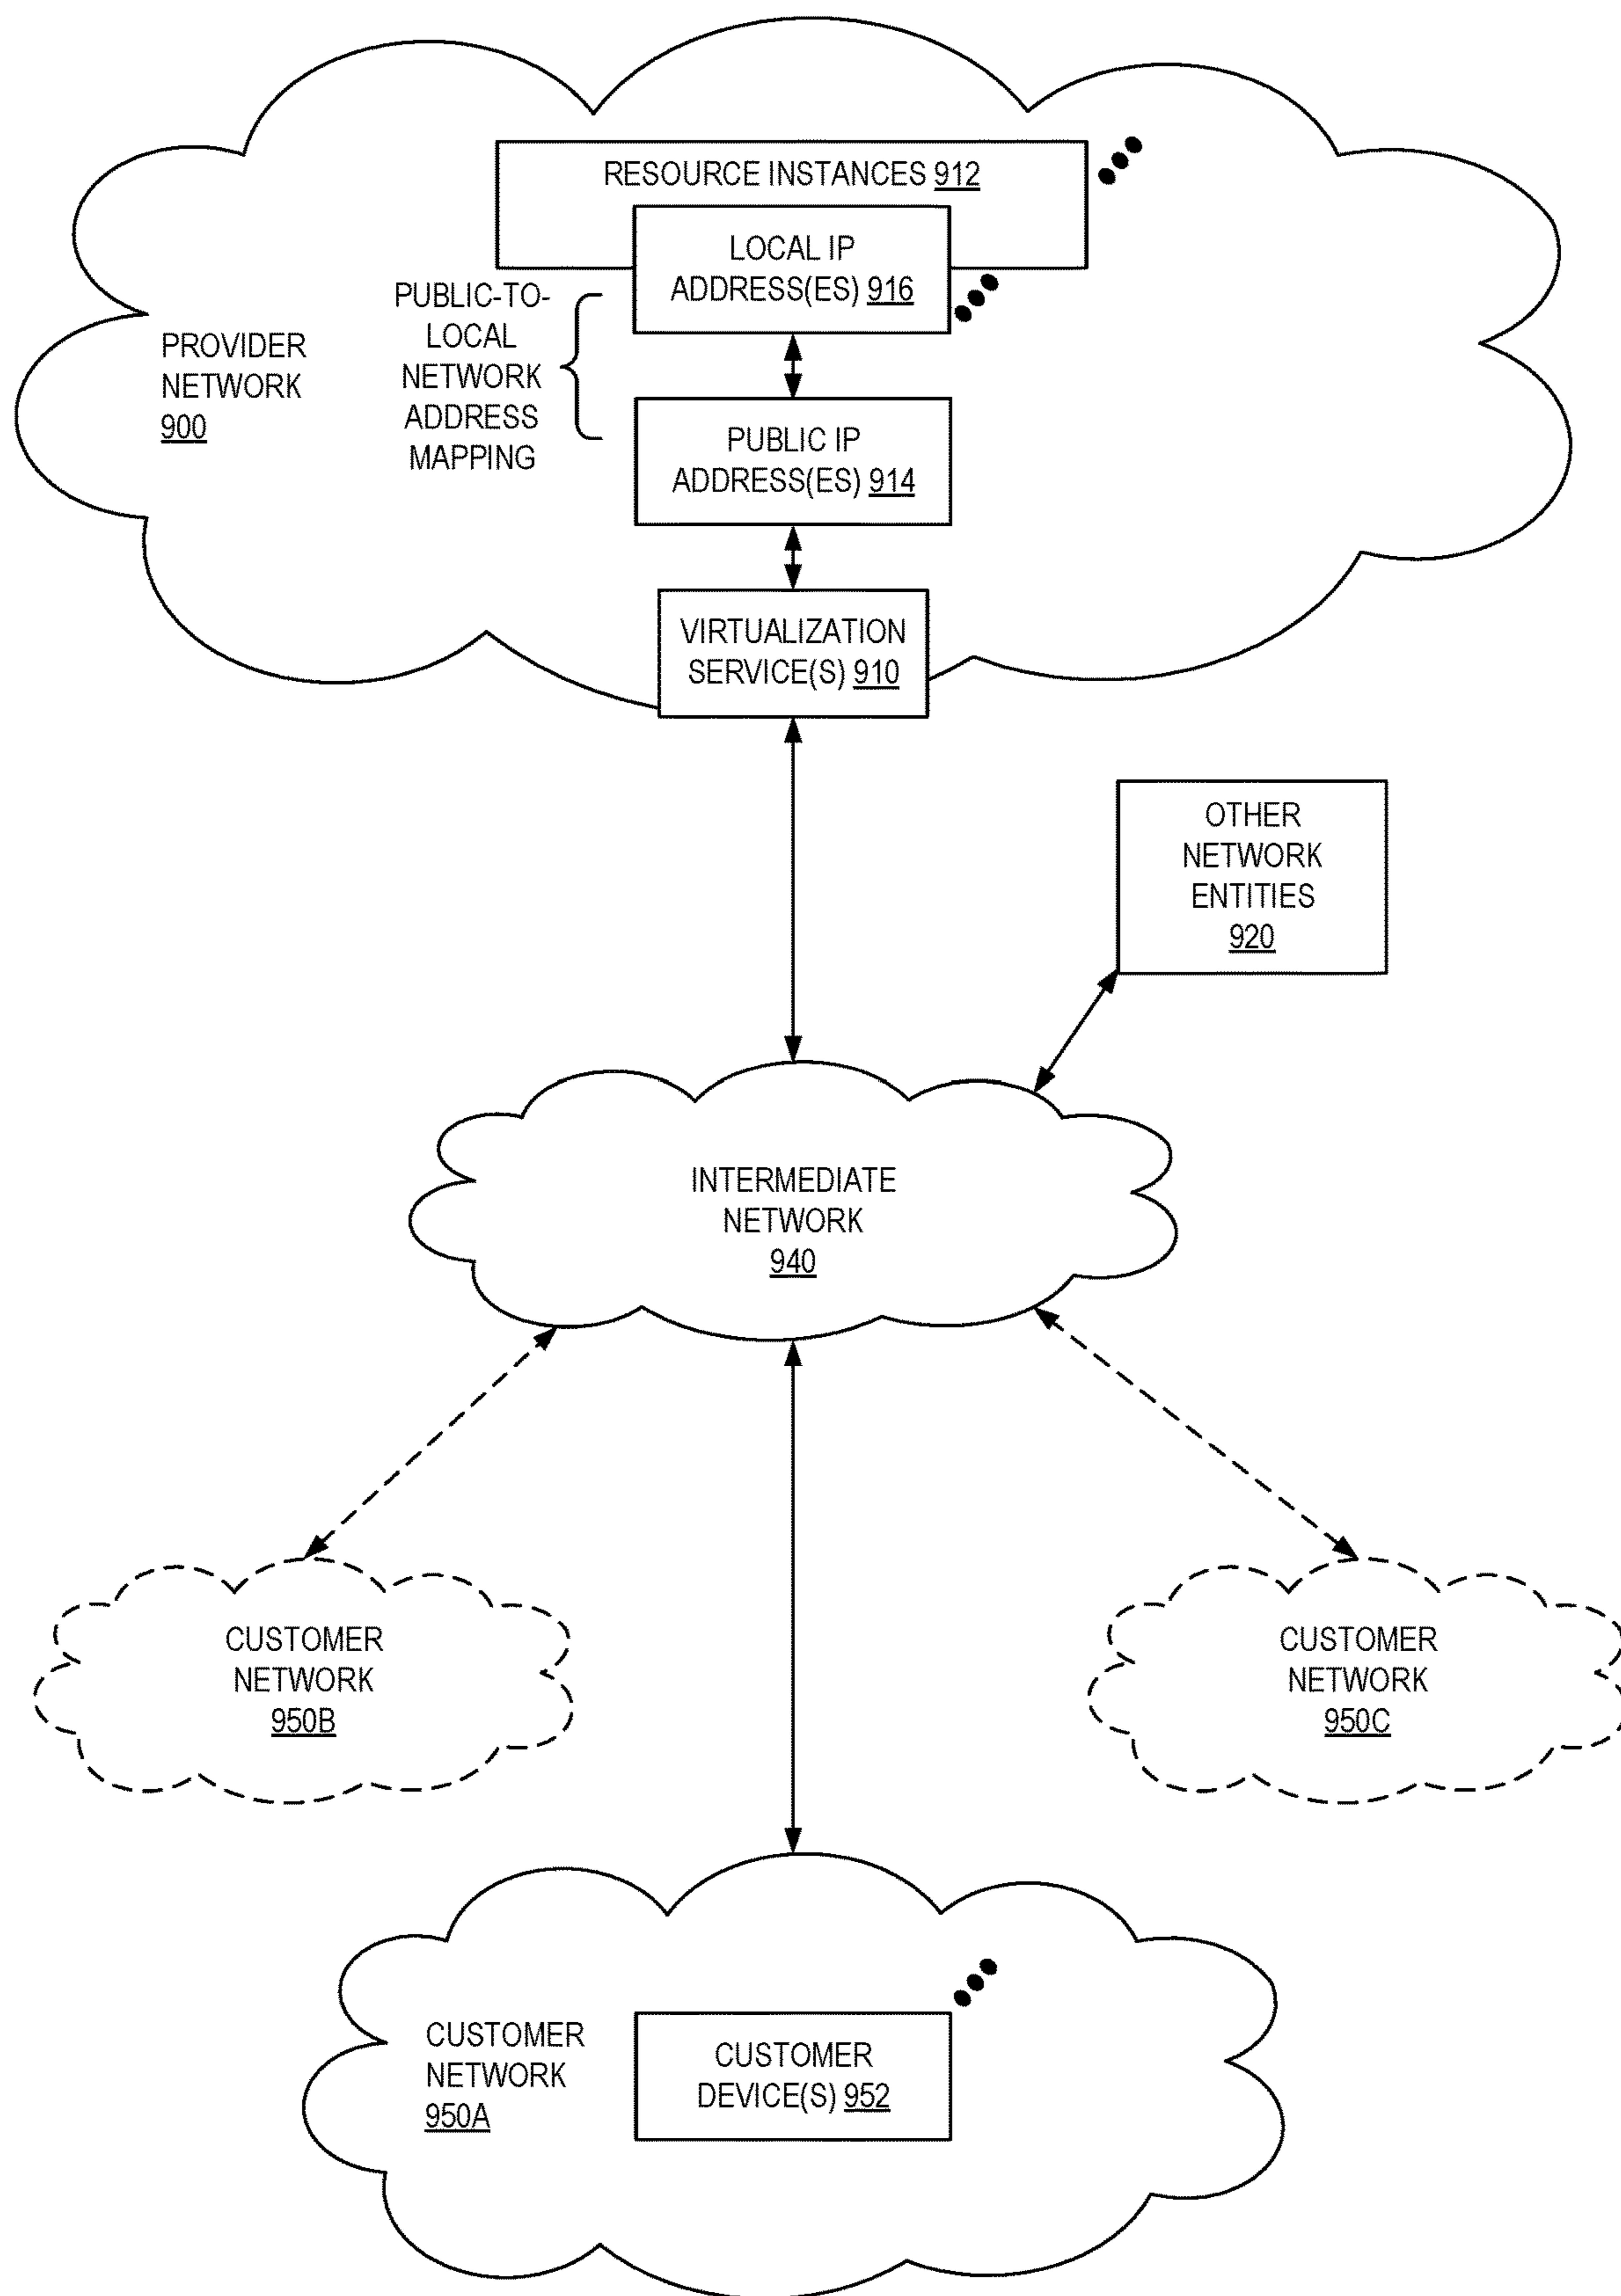 RESOURCE INSTANCES 912
LOCAL IP
ADDRESS(ES) 916
PUBLIC-TO-
LOCAL
NETWORK
ADDRESS
MAPPING
PROVIDER
NETWORK
900
PUBLIC IP
ADDRESS(ES) 914
VIRTUALIZATION
SERVICE(S) 910
OTHER
NETWORK
ENTITIES
920
INTERMEDIATE
NETWORK
940
CUSTOMER
NETWORK
950B
CUSTOMER
NETWORK
950C
CUSTOMER
NETWORK
950A
CUSTOMER
DEVICE(S) 952